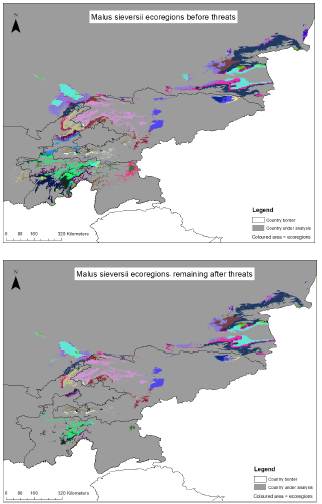 Malus sieversii ecoregions before threats
N
Legend
Country border
Country under analysis
Coloured area = ecoregions
0 80 160 320 Kilometers
Malus sieversii ecoregions remaining after threats
N
Legend
Country border
Country under analysis
Coloured area = ecoregions
0 80 160 320 Kilometers